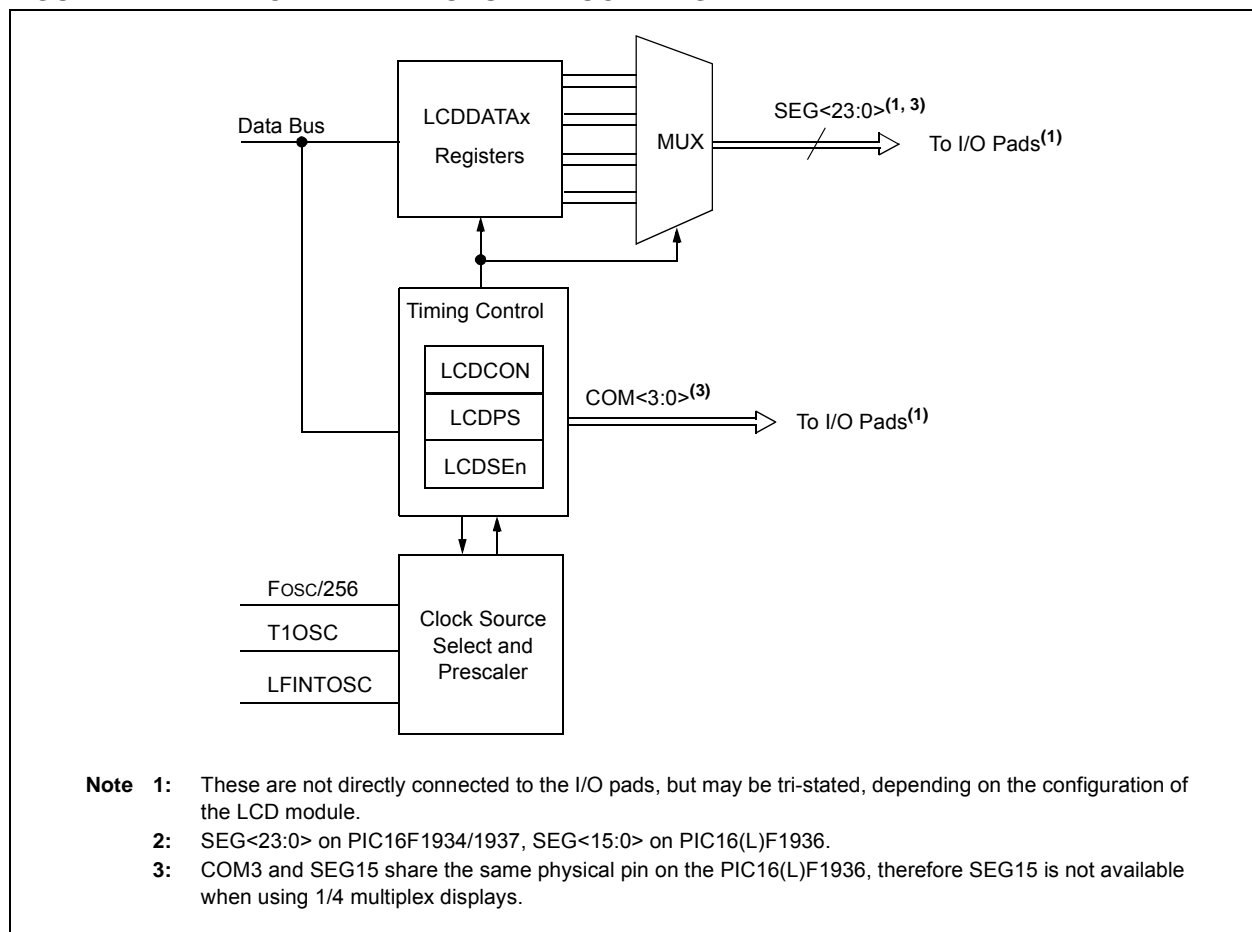 LCDDATAx
Registers
Data Bus
MUX
SEG<23:0>(1, 3)
To I/O Pads(1)
Timing Control
LCDCON
LCDPS
LCDSEn
COM<3:0>(3)
To I/O Pads(1)
FOSC/256
T1OSC
LFINTOSC
Clock Source
Select and
Prescaler
Note 1: These are not directly connected to the I/O pads, but may be tri-stated, depending on the configuration of
the LCD module.
2: SEG<23:0> on PIC16F1934/1937, SEG<15:0> on PIC16(L)F1936.
3: COM3 and SEG15 share the same physical pin on the PIC16(L)F1936, therefore SEG15 is not available
when using 1/4 multiplex displays.